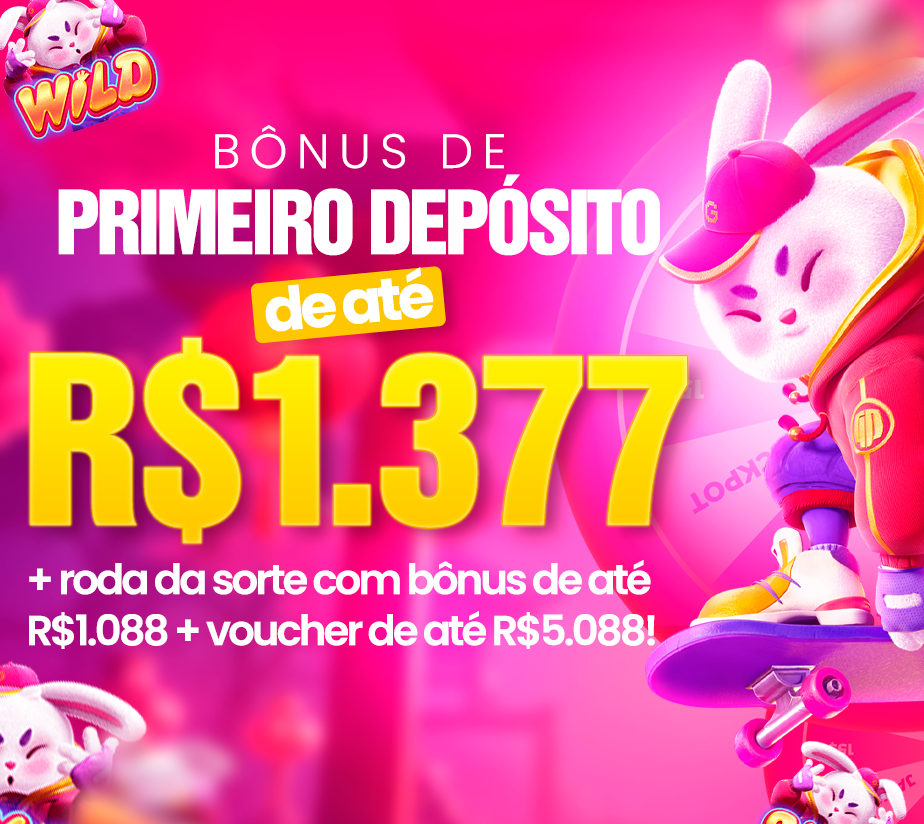 WILD
BÔNUS DE
PRIMEIRO DEPÓSITO
de até
R$1.377
+ roda da sorte com bônus de até
R$1.088 + voucher de até R$5.088!
G
JACKPOT